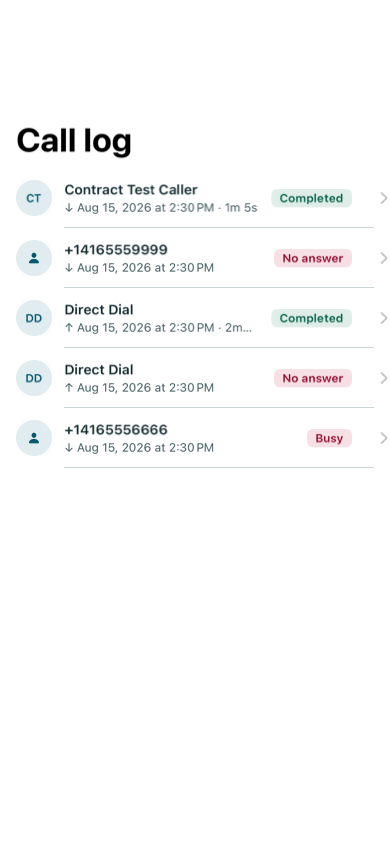 Call log
CT
Contract Test Caller
↓ Aug 15, 2026 at 2:30 PM · 1m 5s
Completed
+14165559999
↓ Aug 15, 2026 at 2:30 PM
No answer
DD
Direct Dial
↑ Aug 15, 2026 at 2:30 PM · 2m...
Completed
DD
Direct Dial
↑ Aug 15, 2026 at 2:30 PM
No answer
+14165556666
↓ Aug 15, 2026 at 2:30 PM
Busy